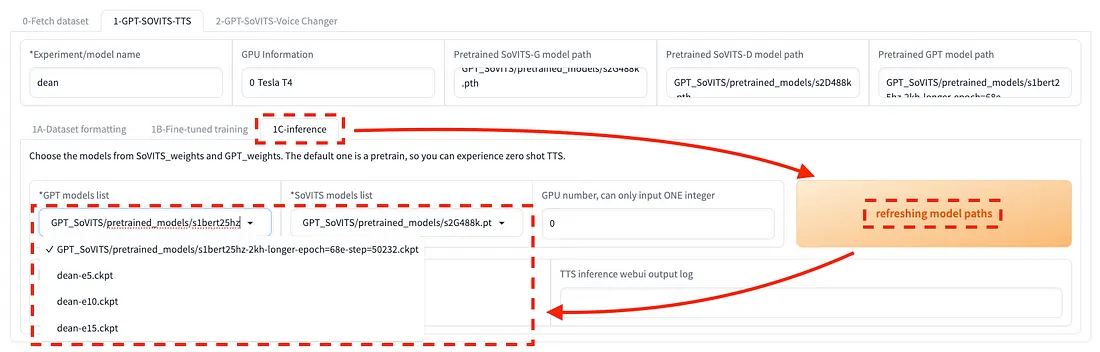 0-Fetch dataset
1-GPT-SOVITS-TTS
2-GPT-SoVITS-Voice Changer
*Experiment/model name
GPU Information
Pretrained SoVITS-G model path
Pretrained SoVITS-D model path
Pretrained GPT model path
dean
0 Tesla T4
GPT_SoVITS/pretrained_models/s2G488k
.pth
GPT_SoVITS/pretrained_models/s2D488k
.pth
GPT_SoVITS/pretrained_models/s1bert2
5hz-2kh-longer-epoch=68e-
1A-Dataset formatting
1B-Fine-tuned training
1C-inference
Choose the models from SoVITS_weights and GPT_weights. The default one is a pretrain, so you can experience zero shot TTS.
*GPT models list
*SoVITS models list
GPU number, can only input ONE integer
refreshing model paths
GPT_SoVITS/pretrained_models/s1bert25hz
GPT_SoVITS/pretrained_models/s2G488k.pt
0
✓ GPT_SoVITS/pretrained_models/s1bert25hz-2kh-longer-epoch=68e-step=50232.ckpt
dean-e5.ckpt
dean-e10.ckpt
dean-e15.ckpt
TTS inference webui output log